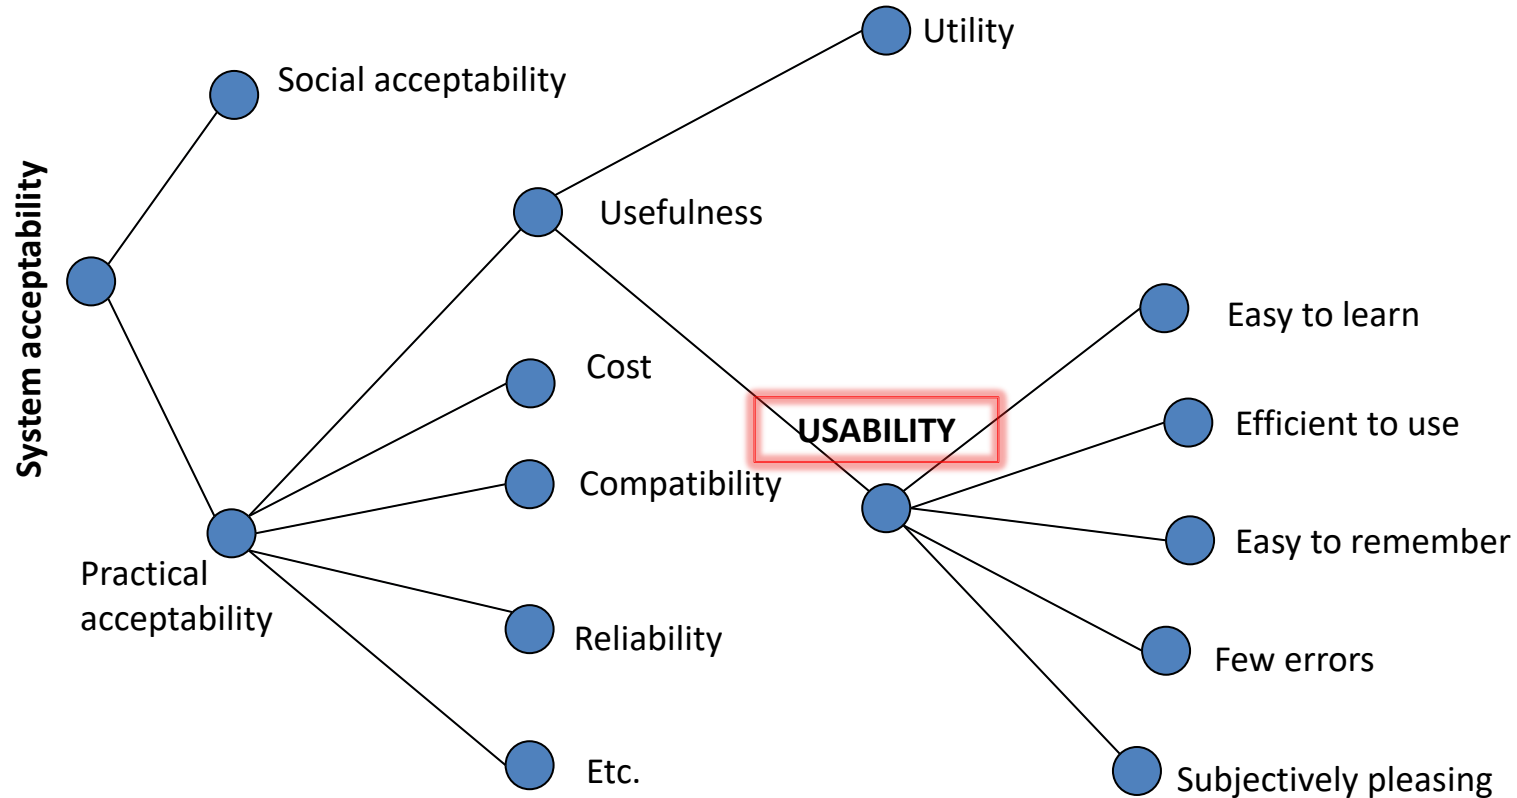 Utility
Social acceptability
System acceptability
Usefulness
Easy to learn
Cost
USABILITY
Efficient to use
Compatibility
Easy to remember
Practical
acceptability
Reliability
Few errors
Etc.
Subjectively pleasing